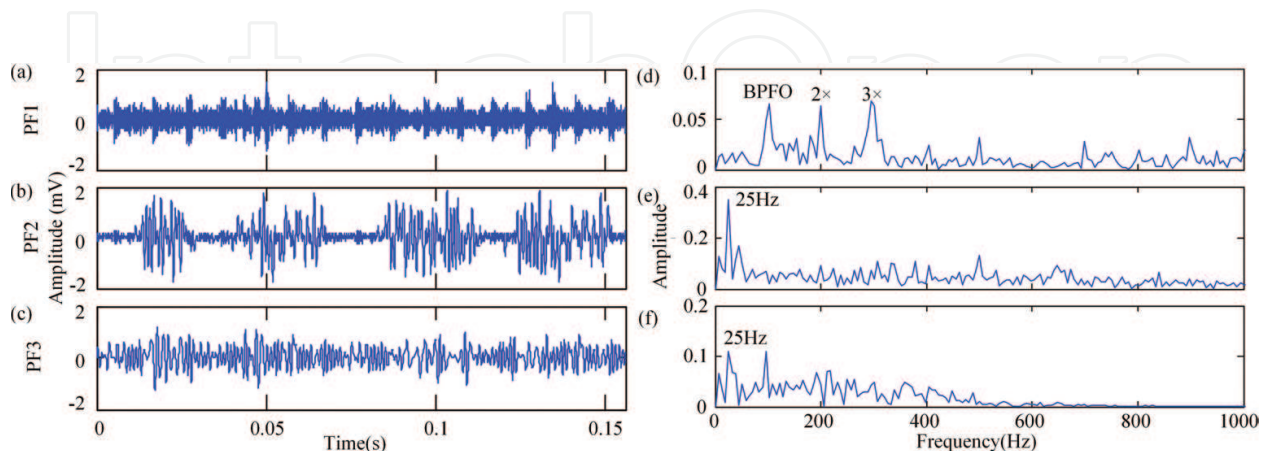 IntechOpen
(a)
PF1
2
0
-2
(b)
PF2
2
0
-2
(c)
PF3
2
0
-2
Amplitude (mV)
0
0.05
0.1
0.15
Time(s)
(d)
0.1
0.05
0
BPFO
2×
3×
(e)
0.4
0.2
0
25Hz
Amplitude
(f)
0.2
0.1
0
25Hz
0
200
400
600
800
1000
Frequency(Hz)